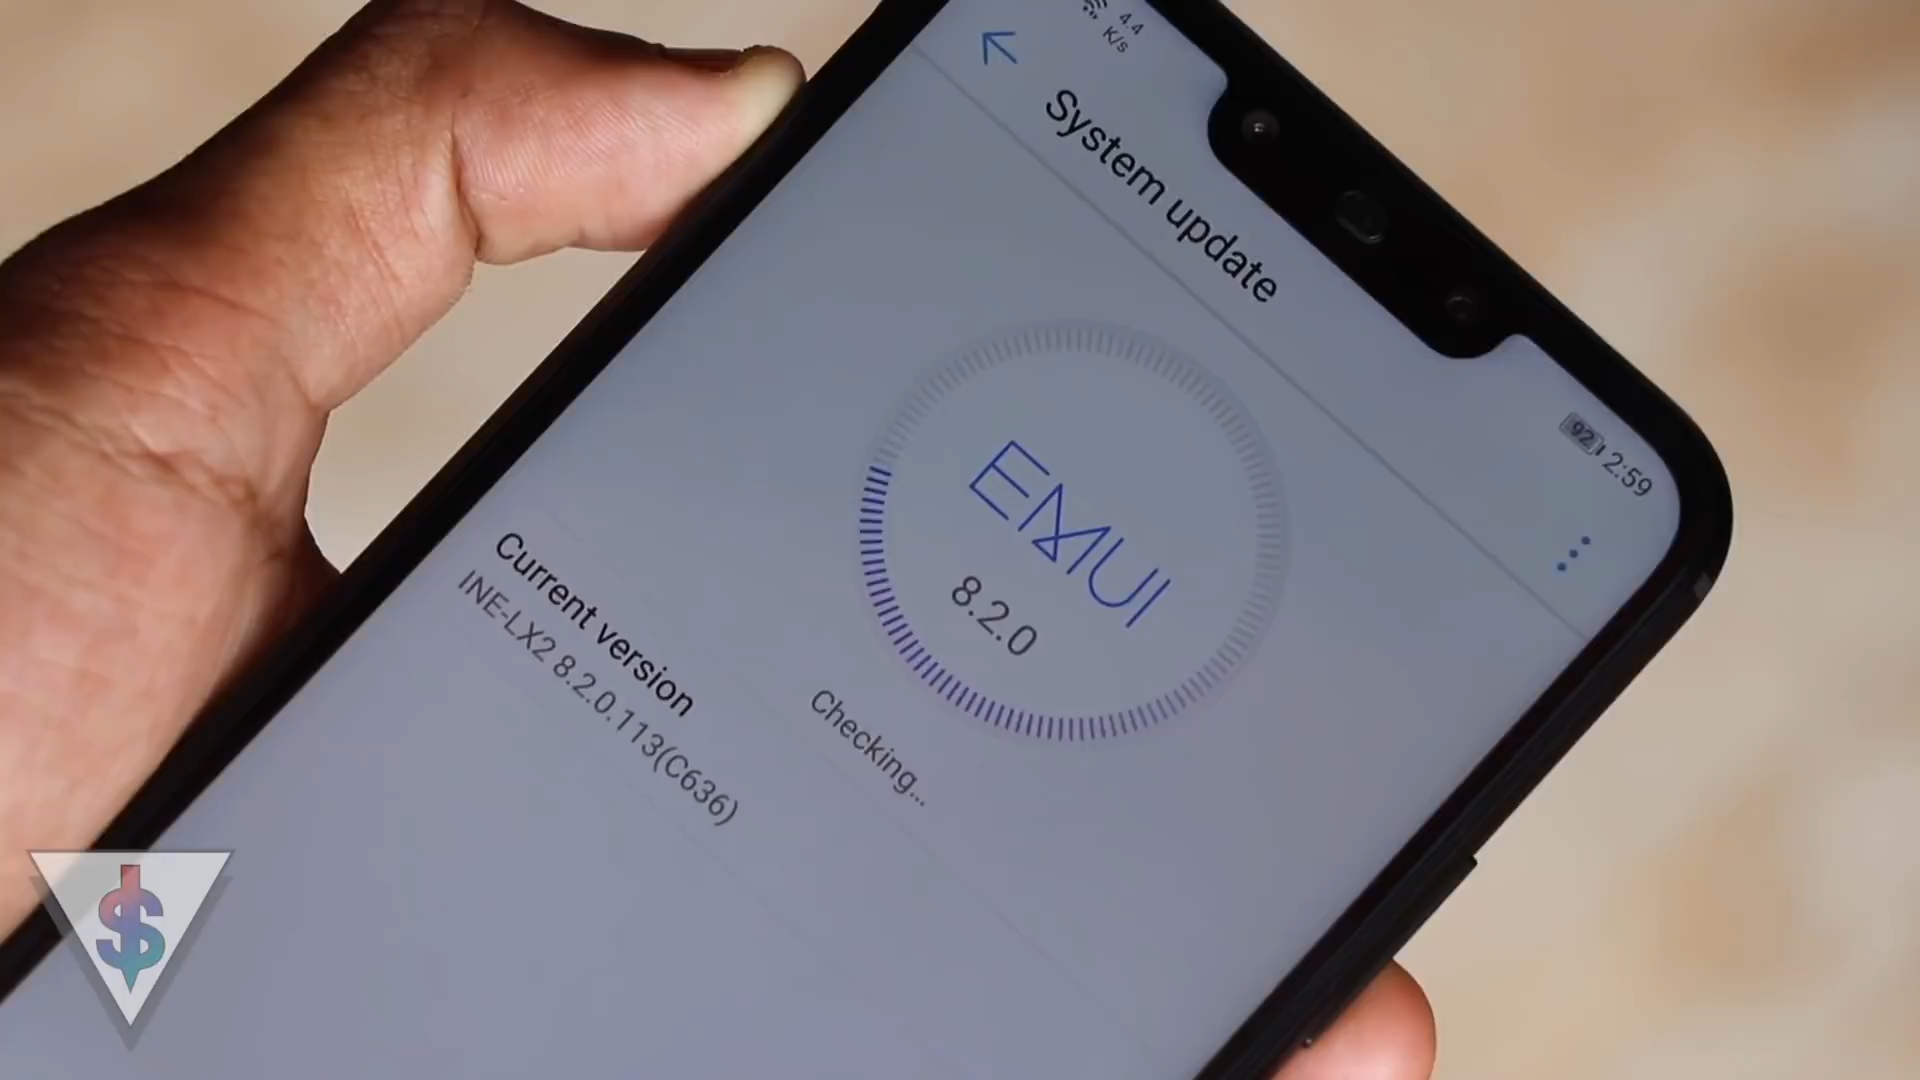 4.4
K/s
92
2:59
System update
EMUI
8.2.0
Checking...
Current version
INE-LX2 8.2.0.113(C636)
$